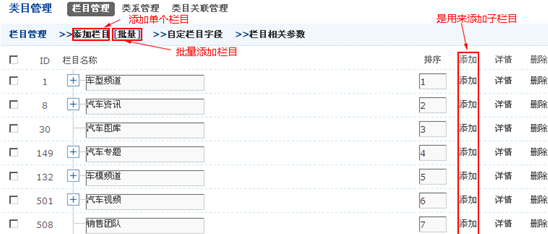 类目管理 栏目管理 类系管理 类目关联管理
添加单个栏目
是用来添加子栏目
栏目管理 >>添加栏目 [批量] >>自定栏目字段 >>栏目相关参数
批量添加栏目
ID 栏目名称 排序 添加 详情 删除
1 车型频道 1 添加 详情 删除
8 汽车资讯 2 添加 详情 删除
30 汽车图库 3 添加 详情 删除
149 汽车专题 4 添加 详情 删除
132 车模频道 5 添加 详情 删除
501 汽车视频 6 添加 详情 删除
508 销售团队 7 添加 详情 删除